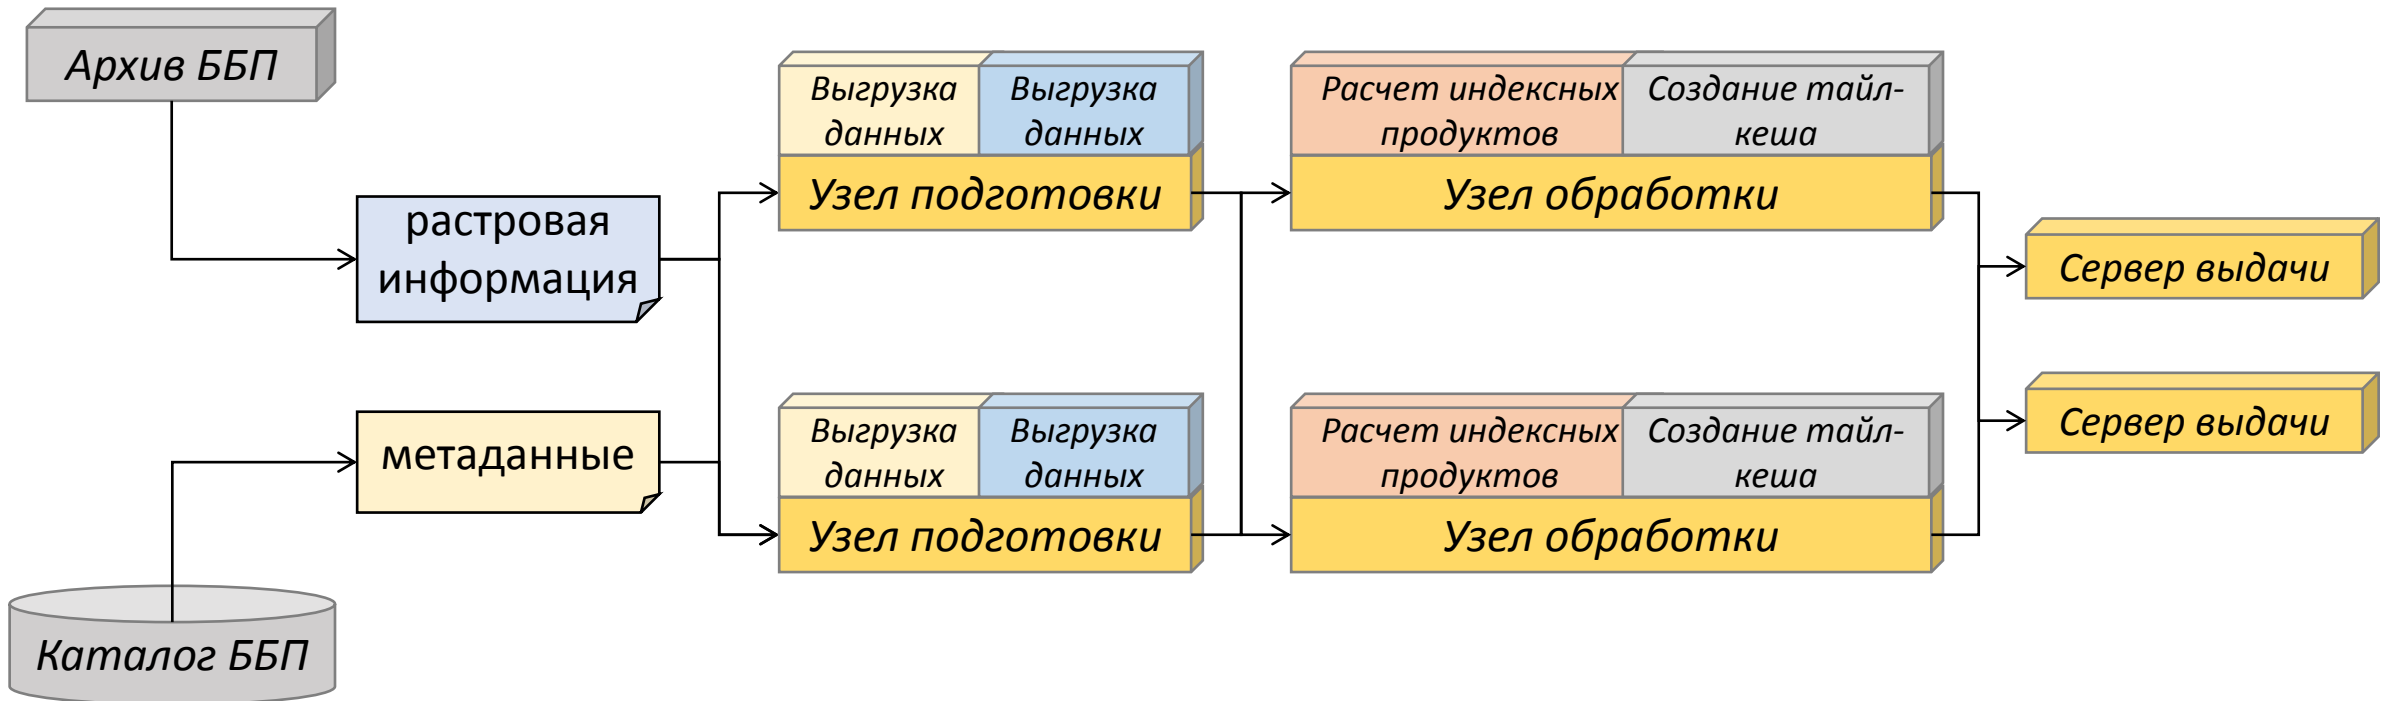 Архив ББП
растровая
информация
метаданные
Каталог ББП
Выгрузка
данных
Выгрузка
данных
Узел подготовки
Выгрузка
данных
Выгрузка
данных
Узел подготовки
Расчет индексных
продуктов
Создание тайл-
кеша
Узел обработки
Расчет индексных
продуктов
Создание тайл-
кеша
Узел обработки
Сервер выдачи
Сервер выдачи